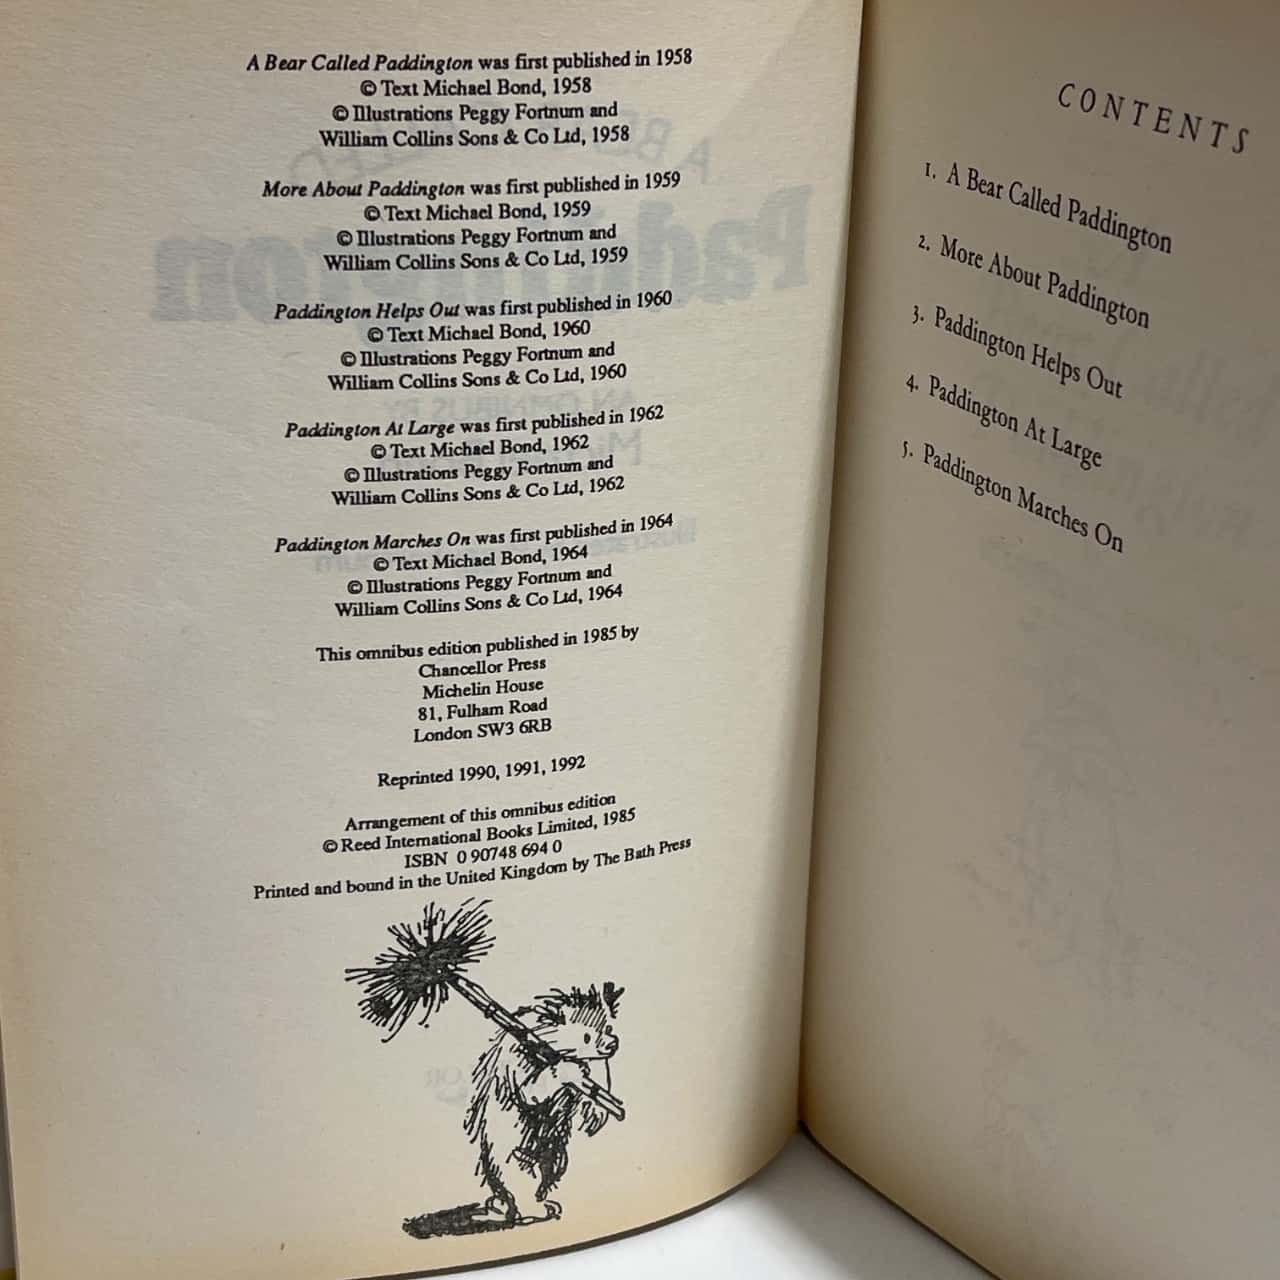 A Bear Called Paddington was first published in 1958
© Text Michael Bond, 1958
© Illustrations Peggy Fortnum and
William Collins Sons & Co Ltd, 1958
More About Paddington was first published in 1959
© Text Michael Bond, 1959
© Illustrations Peggy Fortnum and
William Collins Sons & Co Ltd, 1959
Paddington Helps Out was first published in 1960
© Text Michael Bond, 1960
© Illustrations Peggy Fortnum and
William Collins Sons & Co Ltd, 1960
Paddington At Large was first published in 1962
© Text Michael Bond, 1962
© Illustrations Peggy Fortnum and
William Collins Sons & Co Ltd, 1962
Paddington Marches On was first published in 1964
© Text Michael Bond, 1964
© Illustrations Peggy Fortnum and
William Collins Sons & Co Ltd, 1964
This omnibus edition published in 1985 by
Chancellor Press
Michelin House
81, Fulham Road
London SW3 6RB
Reprinted 1990, 1991, 1992
Arrangement of this omnibus edition
© Reed International Books Limited, 1985
ISBN 0 90748 694 0
Printed and bound in the United Kingdom by The Bath Press
CONTENTS
1. A Bear Called Paddington
2. More About Paddington
3. Paddington Helps Out
4. Paddington At Large
5. Paddington Marches On